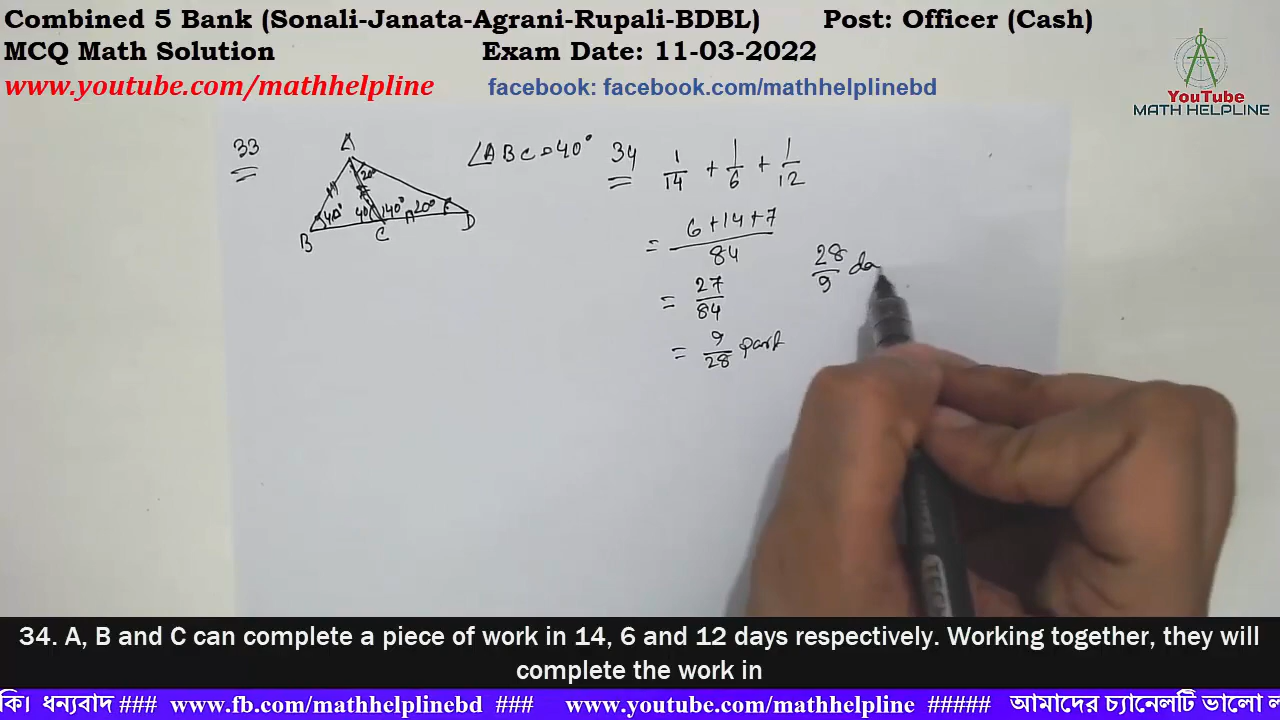 Combined 5 Bank (Sonali-Janata-Agrani-Rupali-BDBL) Post: Officer (Cash)
MCQ Math Solution Exam Date: 11-03-2022
www.youtube.com/mathhelpline facebook: facebook.com/mathhelplinebd
YouTube
MATH HELPLINE
33
A
20°
40° 40 140° 20°
B C D
∠ABC = 40°
34 1/14 + 1/6 + 1/12
= 6+14+7/84
= 27/84
= 9/28 part
28/9 da
34. A, B and C can complete a piece of work in 14, 6 and 12 days respectively. Working together, they will
complete the work in
কি। ধন্যবাদ ### www.fb.com/mathhelplinebd ### www.youtube.com/mathhelpline ##### আমাদের চ্যানেলটি ভালো ল